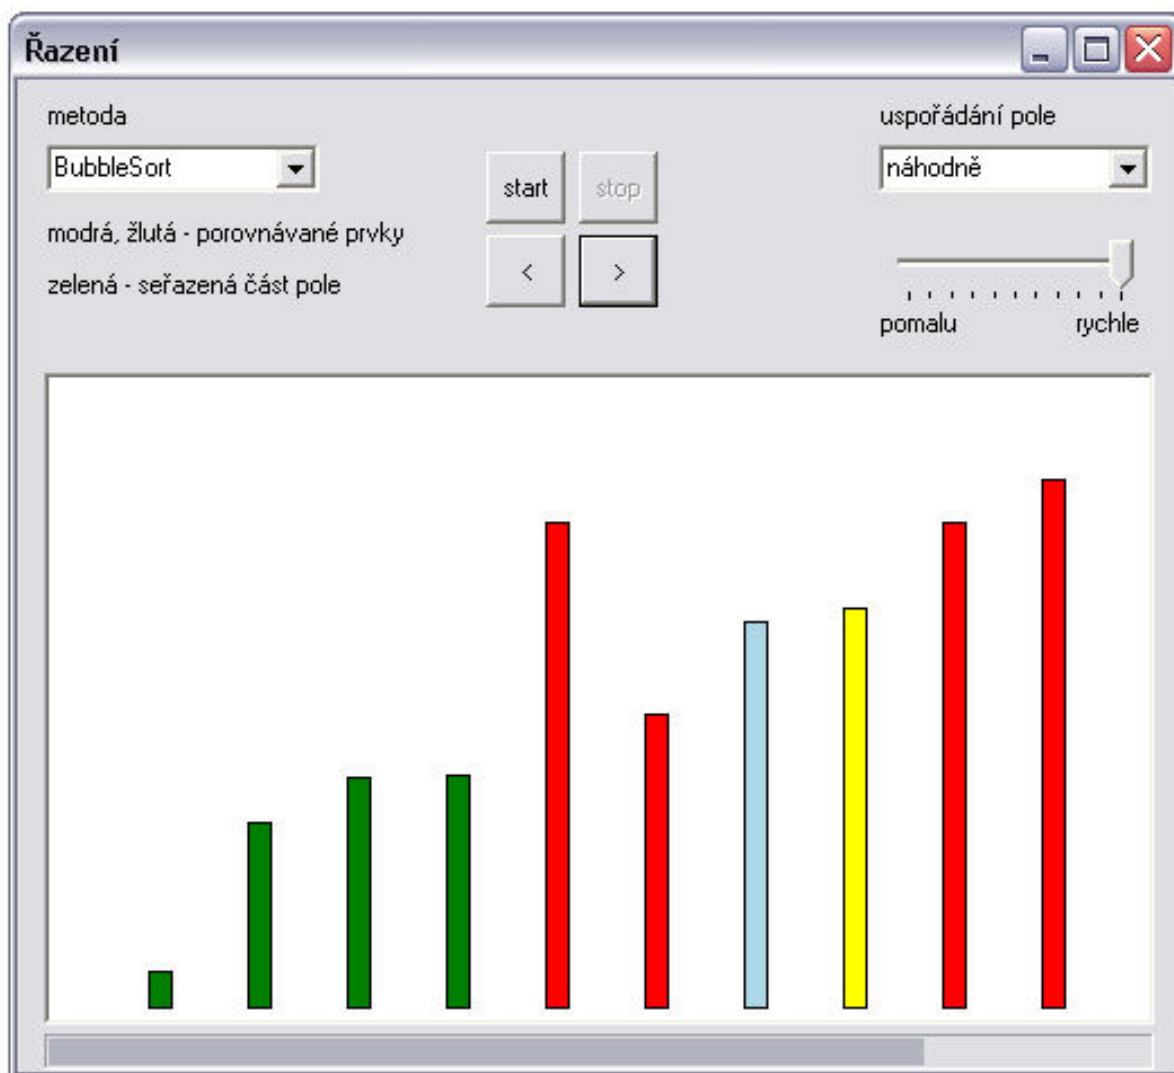 Řazení
metoda
BubbleSort
modrá, žlutá - porovnávané prvky
zelená - seřazená část pole
start
stop
<
>
uspořádání pole
náhodně
pomalu
rychle